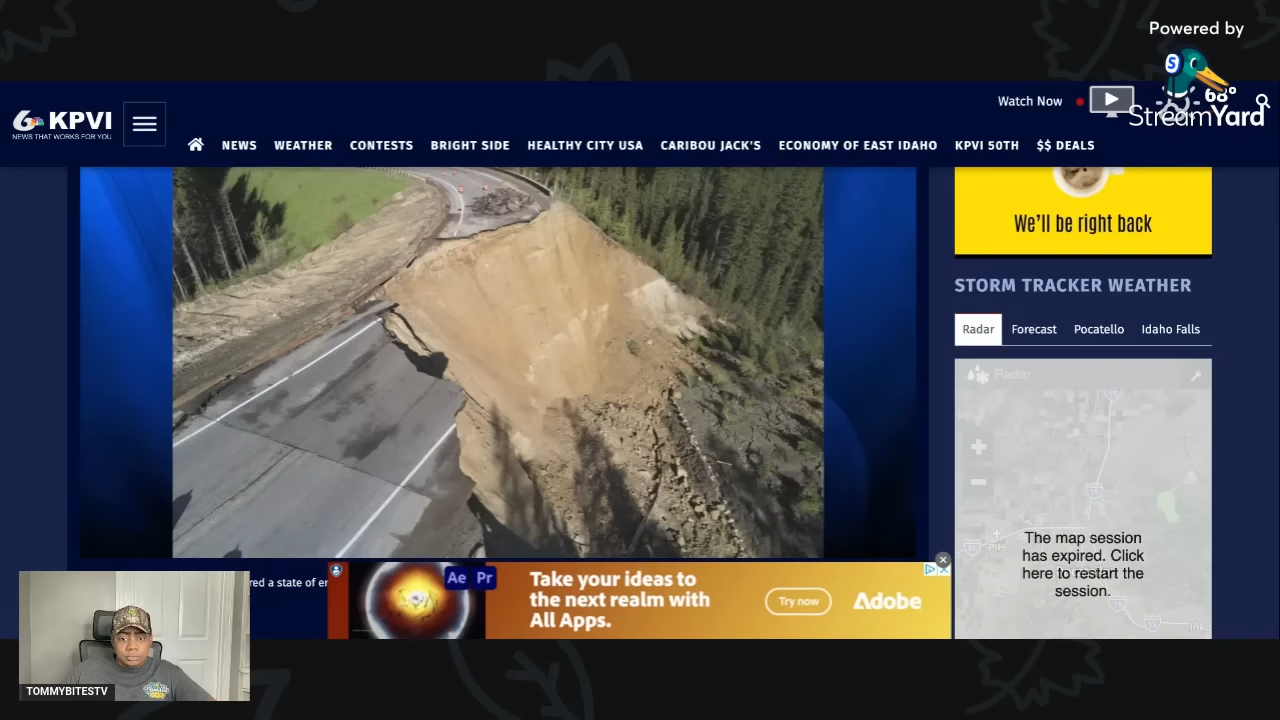 Powered by
StreamYard
6 KPVI
NEWS THAT WORKS FOR YOU
Watch Now
68°
NEWS
WEATHER
CONTESTS
BRIGHT SIDE
HEALTHY CITY USA
CARIBOU JACK'S
ECONOMY OF EAST IDAHO
KPVI 50TH
$$ DEALS
We'll be right back
STORM TRACKER WEATHER
Radar
Forecast
Pocatello
Idaho Falls
Radar
The map session
has expired. Click
here to restart the
session.
red a state of
Ae Pr
Take your ideas to
the next realm with
All Apps.
Try now
Adobe
TOMMYBITESTV